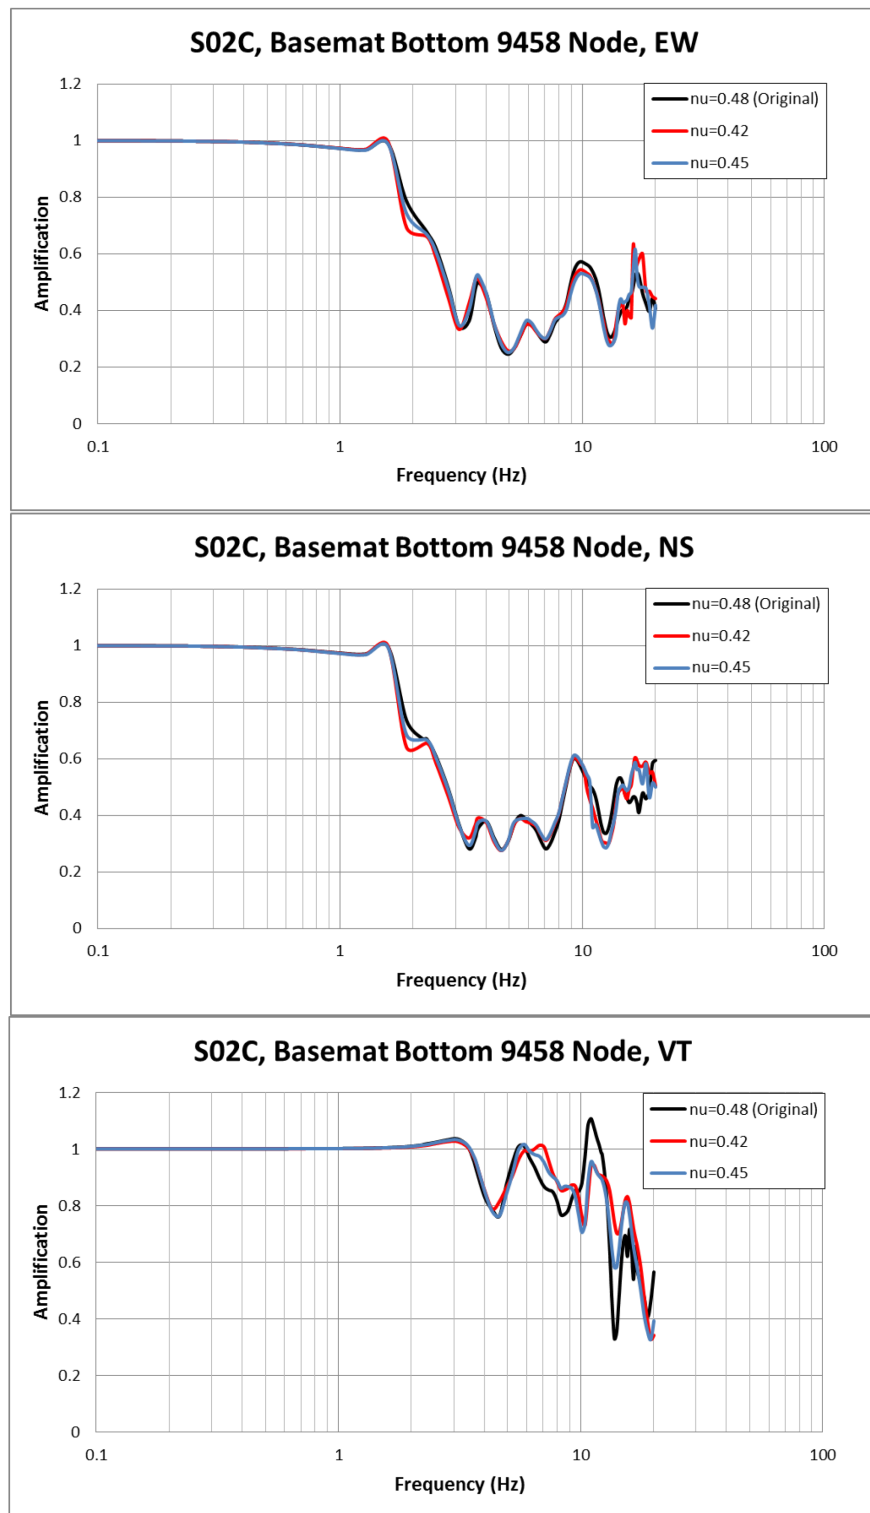 S02C, Basemat Bottom 9458 Node, EW
1.2
nu=0.48 (Original)
1
nu=0.42
nu=0.45
0.8
Amplification
0.6
0.4
0.2
0
0.1
1
10
100
Frequency (Hz)
S02C, Basemat Bottom 9458 Node, NS
1.2
nu=0.48 (Original)
1
nu=0.42
nu=0.45
0.8
Amplification
0.6
0.4
0.2
0
0.1
1
10
100
Frequency (Hz)
S02C, Basemat Bottom 9458 Node, VT
1.2
nu=0.48 (Original)
1
nu=0.42
nu=0.45
0.8
Amplification
0.6
0.4
0.2
0
0.1
1
10
100
Frequency (Hz)